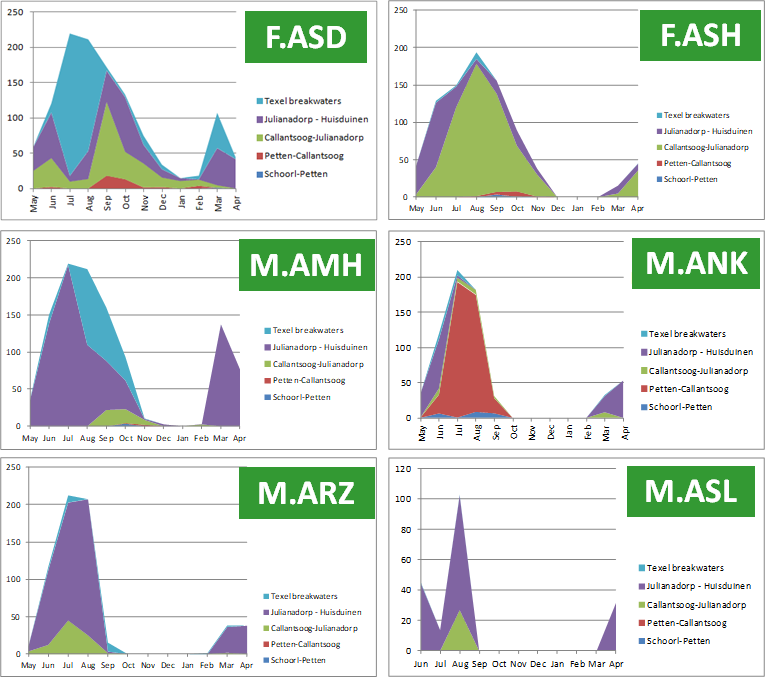 F.ASD
250
200
150
100
50
0
May Jun Jul Aug Sep Oct Nov Dec Jan Feb Mar Apr
Texel breakwaters
Julianadorp - Huisduinen
Callantsoog-Julianadorp
Petten-Callantsoog
Schoorl-Petten
F.ASH
250
200
150
100
50
0
May Jun Jul Aug Sep Oct Nov Dec Jan Feb Mar Apr
Texel breakwaters
Julianadorp - Huisduinen
Callantsoog-Julianadorp
Petten-Callantsoog
Schoorl-Petten
M.AMH
250
200
150
100
50
0
May Jun Jul Aug Sep Oct Nov Dec Jan Feb Mar Apr
Texel breakwaters
Julianadorp - Huisduinen
Callantsoog-Julianadorp
Petten-Callantsoog
Schoorl-Petten
M.ANK
250
200
150
100
50
0
May Jun Jul Aug Sep Oct Nov Dec Jan Feb Mar Apr
Texel breakwaters
Julianadorp - Huisduinen
Callantsoog-Julianadorp
Petten-Callantsoog
Schoorl-Petten
M.ARZ
250
200
150
100
50
0
May Jun Jul Aug Sep Oct Nov Dec Jan Feb Mar Apr
Texel breakwaters
Julianadorp - Huisduinen
Callantsoog-Julianadorp
Petten-Callantsoog
Schoorl-Petten
M.ASL
120
100
80
60
40
20
0
Jun Jul Aug Sep Oct Nov Dec Jan Feb Mar Apr
Texel breakwaters
Julianadorp - Huisduinen
Callantsoog-Julianadorp
Petten-Callantsoog
Schoorl-Petten